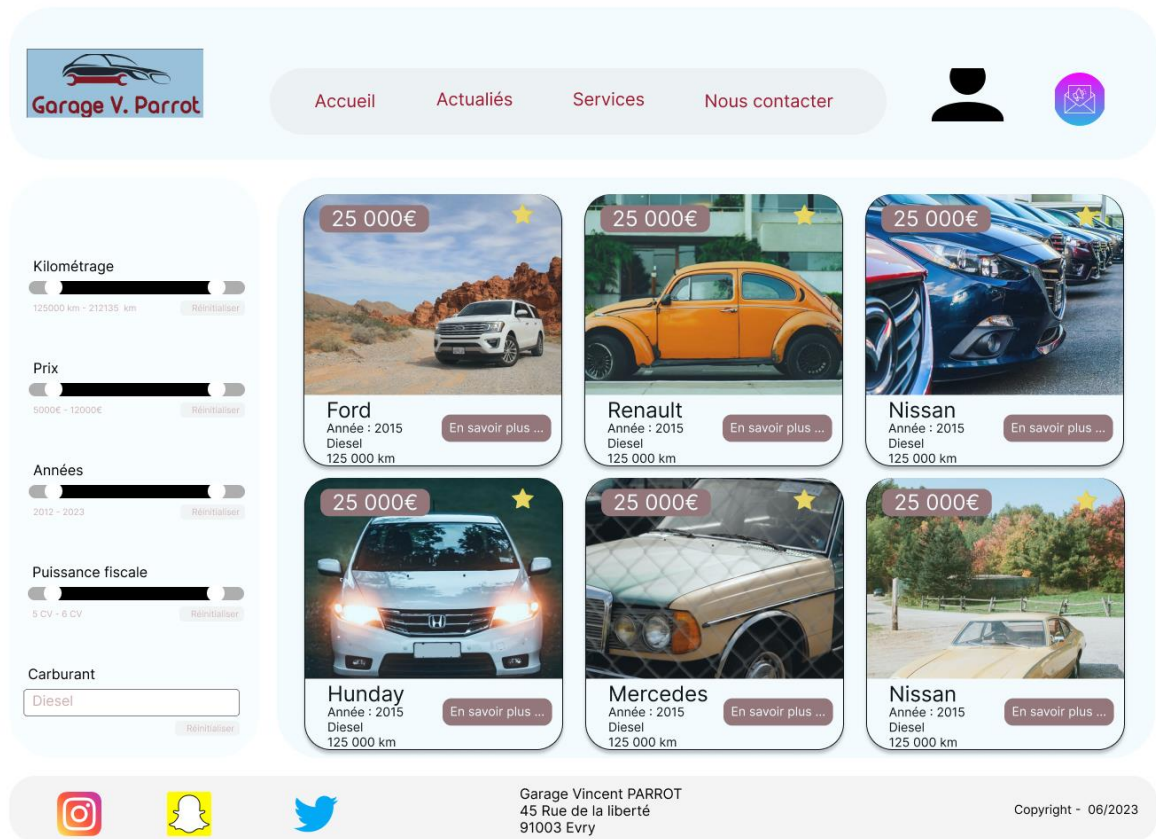 Garage V. Parrot
Accueil
Actualiés
Services
Nous contacter
Kilométrage
125000 km - 212135 km
Réinitialiser
Prix
5000€ - 12000€
Réinitialiser
Années
2012 - 2023
Réinitialiser
Puissance fiscale
5 CV - 6 CV
Réinitialiser
Carburant
Diesel
Réinitialiser
25 000€
Ford
Année : 2015
Diesel
125 000 km
En savoir plus ...
25 000€
Renault
Année : 2015
Diesel
125 000 km
En savoir plus ...
25 000€
Nissan
Année : 2015
Diesel
125 000 km
En savoir plus ...
25 000€
Hunday
Année : 2015
Diesel
125 000 km
En savoir plus ...
25 000€
Mercedes
Année : 2015
Diesel
125 000 km
En savoir plus ...
25 000€
Nissan
Année : 2015
Diesel
125 000 km
En savoir plus ...
Garage Vincent PARROT
45 Rue de la liberté
91003 Evry
Copyright - 06/2023